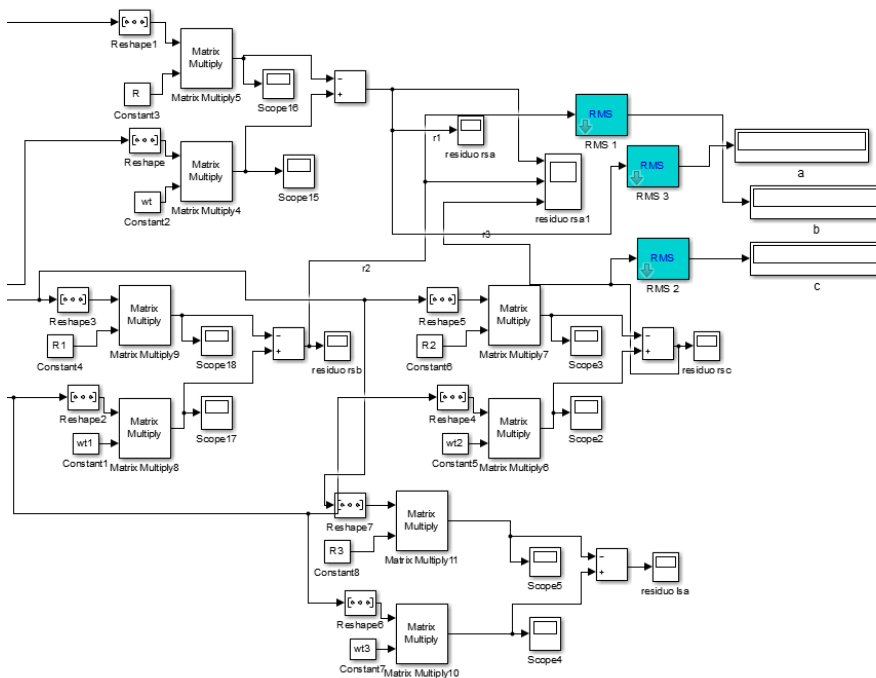 Reshape1
R
Constant3
Matrix
Multiply
Matrix Multiply5
Scope16
−
+
Reshape
wt
Constant2
Matrix
Multiply
Matrix Multiply4
Scope15
r1
residuo rsa
residuo rsa1
RMS
RMS 1
RMS
RMS 3
a
b
r3
r2
RMS
RMS 2
c
Reshape3
R1
Constant4
Matrix
Multiply
Matrix Multiply9
Scope18
−
+
residuo rsb
Reshape5
R2
Constant6
Matrix
Multiply
Matrix Multiply7
Scope3
−
+
residuo rsc
Reshape2
wt1
Constant1
Matrix
Multiply
Matrix Multiply8
Scope17
Reshape4
wt2
Constant5
Matrix
Multiply
Matrix Multiply6
Scope2
Reshape7
R3
Constant8
Matrix
Multiply
Matrix Multiply11
Scope5
−
+
residuo Isa
Reshape6
wt3
Constant7
Matrix
Multiply
Matrix Multiply10
Scope4